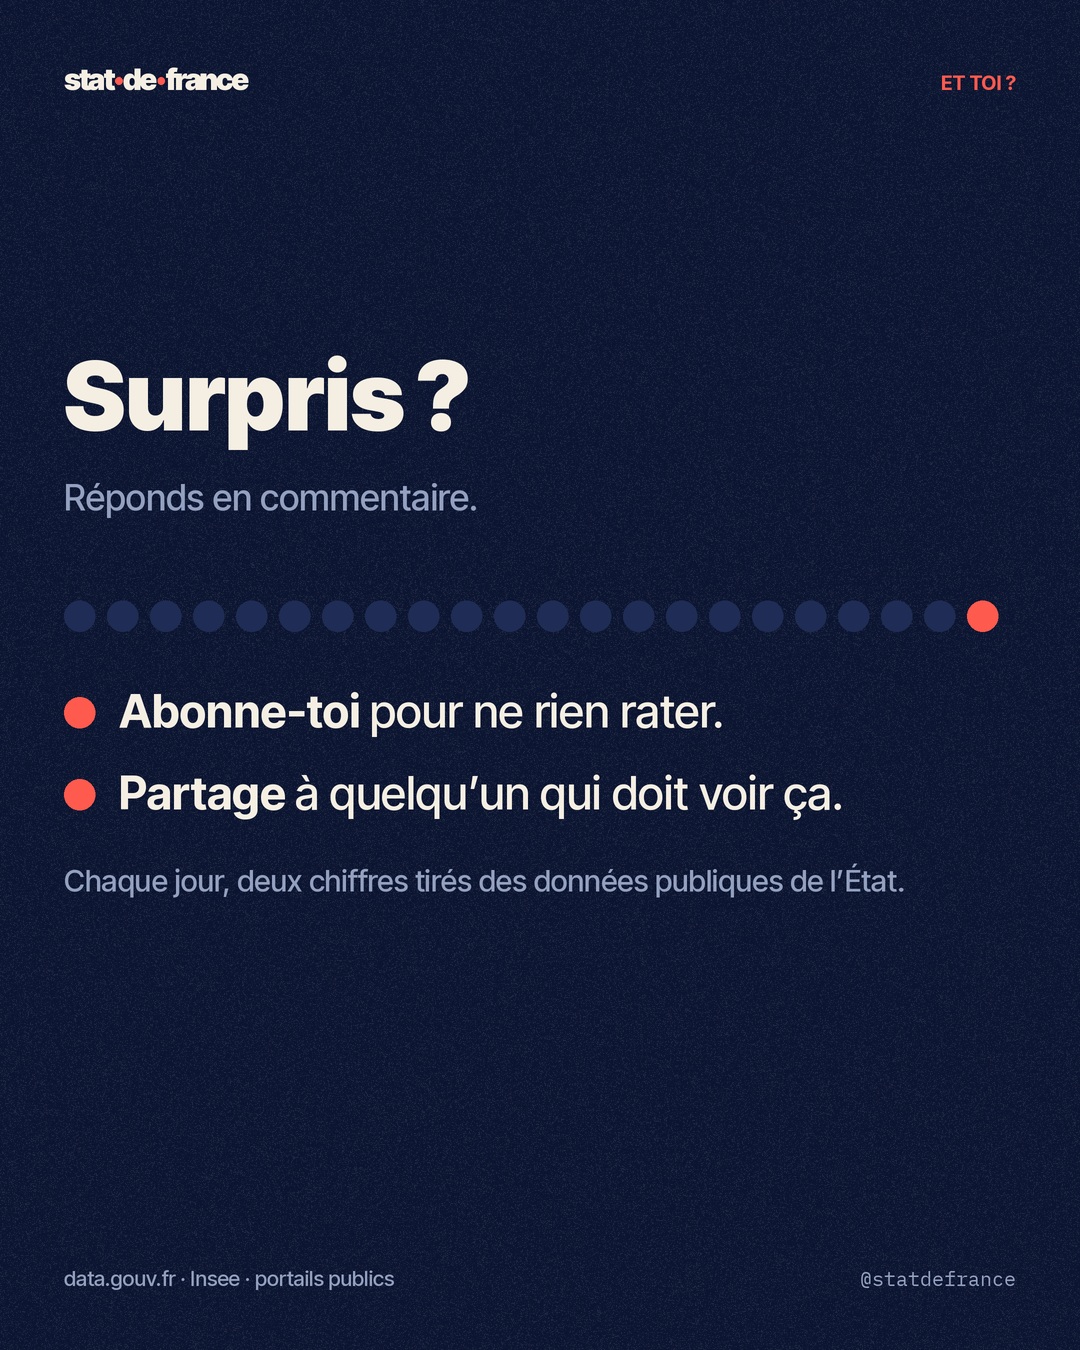 stat·de·france
ET TOI ?
Surpris ?
Réponds en commentaire.
Abonne-toi pour ne rien rater.
Partage à quelqu’un qui doit voir ça.
Chaque jour, deux chiffres tirés des données publiques de l’État.
data.gouv.fr · Insee · portails publics
@statdefrance